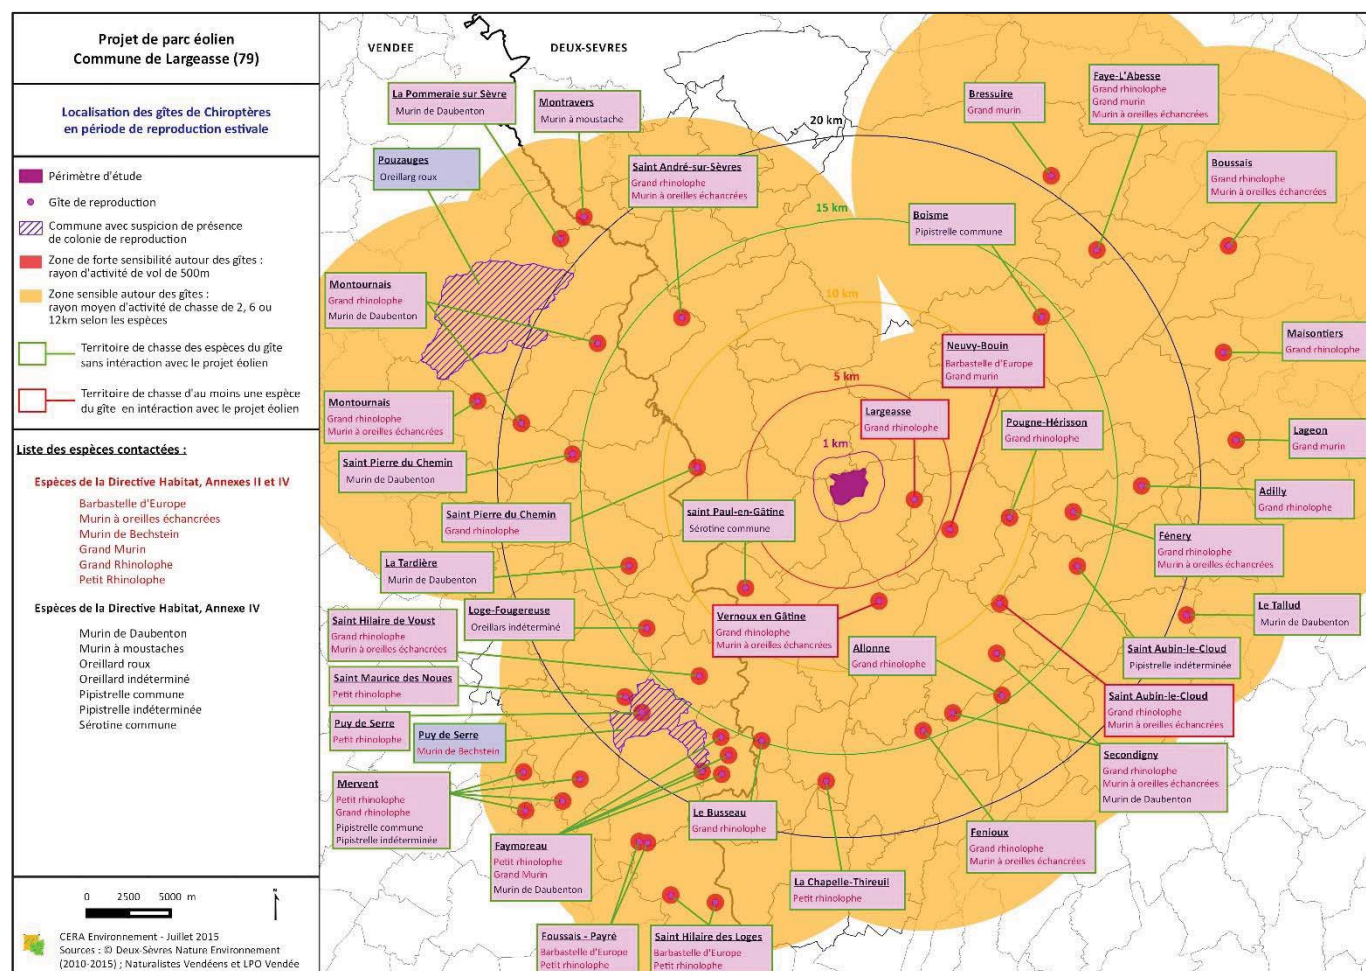 Projet de parc éolien
Commune de Largeasse (79)
Localisation des gîtes de Chiroptères
en période de reproduction estivale
Périmètre d'étude
Gîte de reproduction
Commune avec suspicion de présence
de colonie de reproduction
Zone de forte sensibilité autour des gîtes :
rayon d'activité de vol de 500m
Zone sensible autour des gîtes :
rayon moyen d'activité de chasse de 2, 6 ou
12km selon les espèces
Territoire de chasse des espèces du gîte
sans intéraction avec le projet éolien
Territoire de chasse d'au moins une espèce
du gîte en intéraction avec le projet éolien
Liste des espèces contactées :
Espèces de la Directive Habitat, Annexes II et IV
Barbastelle d'Europe
Murin à oreilles échancrées
Murin de Bechstein
Grand Murin
Grand Rhinolophe
Petit Rhinolophe
Espèces de la Directive Habitat, Annexe IV
Murin de Daubenton
Murin à moustaches
Oreillard roux
Oreillard indéterminé
Pipistrelle commune
Pipistrelle indéterminée
Sérotine commune
0 2500 5000 m
N
CERA Environnement - Juillet 2015
Sources : © Deux-Sèvres Nature Environnement
(2010-2015) ; Naturalistes Vendéens et LPO Vendée
VENDEE
DEUX-SEVRES
La Pommeraie sur Sèvre
Murin de Daubenton
Montravers
Murin à moustache
Pouzauges
Oreillarg roux
Saint André-sur-Sèvres
Grand rhinolophe
Murin à oreilles échancrées
20 km
15 km
10 km
5 km
1 km
Bressuire
Grand murin
Faye-L'Abesse
Grand rhinolophe
Grand murin
Murin à oreilles échancrées
Boussais
Grand rhinolophe
Murin à oreilles échancrées
Boisme
Pipistrelle commune
Montournais
Grand rhinolophe
Murin de Daubenton
Neuvy-Bouin
Barbastelle d'Europe
Grand murin
Maisontiers
Grand rhinolophe
Montournais
Grand rhinolophe
Murin à oreilles échancrées
Largeasse
Grand rhinolophe
Pougne-Hérisson
Grand rhinolophe
Lageon
Grand murin
Saint Pierre du Chemin
Murin de Daubenton
Adilly
Grand rhinolophe
Saint Pierre du Chemin
Grand rhinolophe
saint Paul-en-Gâtine
Sérotine commune
Fénery
Grand rhinolophe
Murin à oreilles échancrées
La Tardière
Murin de Daubenton
Le Tallud
Murin de Daubenton
Loge-Fougereuse
Oreillars indéterminé
Saint Hilaire de Voust
Grand rhinolophe
Murin à oreilles échancrées
Vernoux en Gâtine
Grand rhinolophe
Murin à oreilles échancrées
Allonne
Grand rhinolophe
Saint Aubin-le-Cloud
Pipistrelle indéterminée
Saint Maurice des Noues
Petit rhinolophe
Saint Aubin-le-Cloud
Grand rhinolophe
Murin à oreilles échancrées
Puy de Serre
Petit rhinolophe
Puy de Serre
Murin de Bechstein
Secondigny
Grand rhinolophe
Murin à oreilles échancrées
Murin de Daubenton
Mervent
Petit rhinolophe
Grand rhinolophe
Pipistrelle commune
Pipistrelle indéterminée
Le Busseau
Grand rhinolophe
Fenioux
Grand rhinolophe
Murin à oreilles échancrées
Faymoreau
Petit rhinolophe
Grand Murin
Murin de Daubenton
La Chapelle-Thireuil
Petit rhinolophe
Foussais - Payré
Barbastelle d'Europe
Petit rhinolophe
Saint Hilaire des Loges
Barbastelle d'Europe
Petit rhinolophe